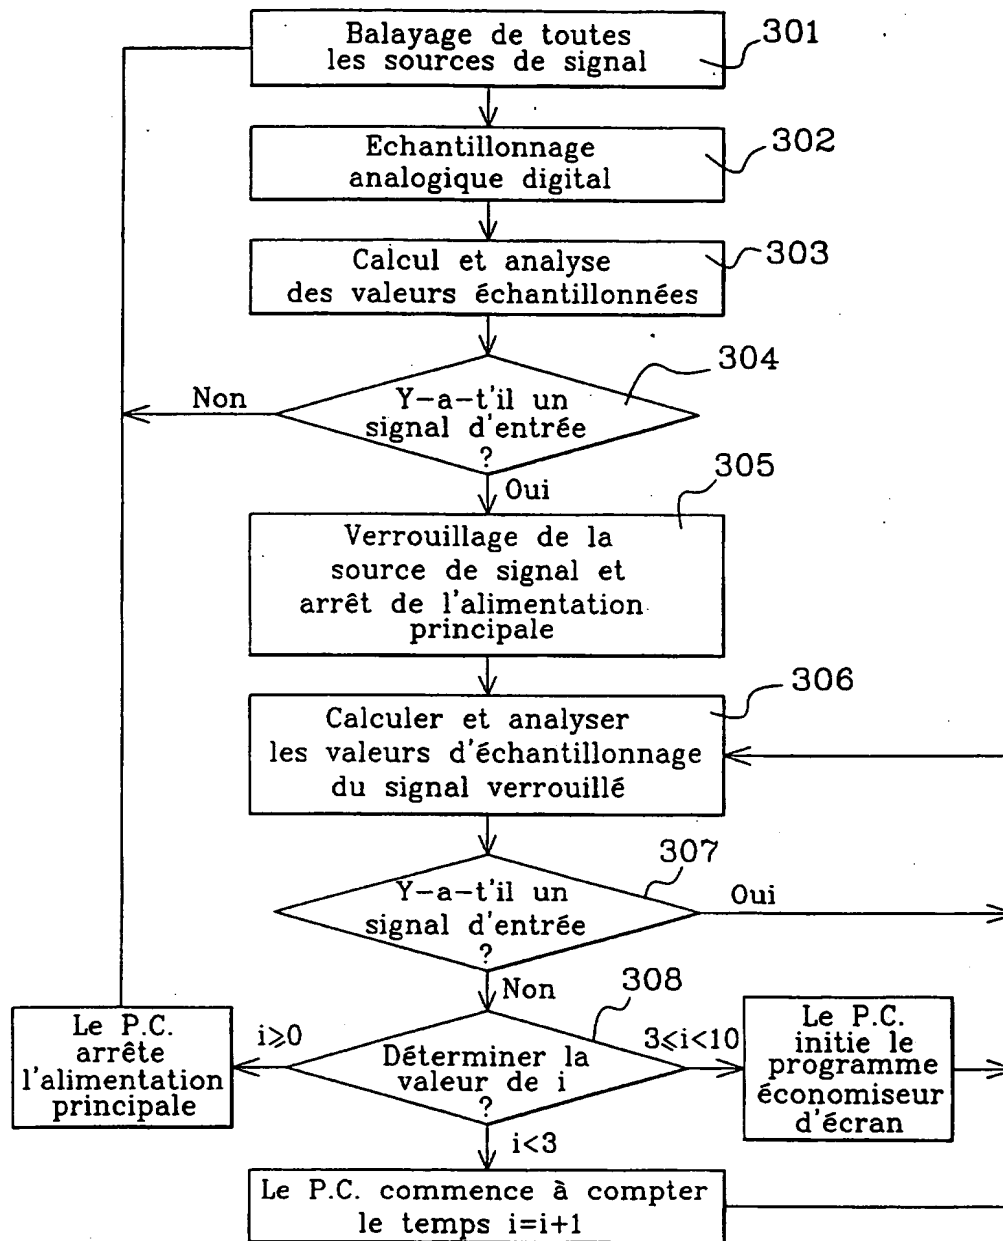 Balayage de toutes
les sources de signal
301
Echantillonnage
analogique digital
302
Calcul et analyse
des valeurs échantillonnées
303
Y-a-t'il un
signal d'entrée
?
304
Non
Oui
Verrouillage de la
source de signal et
arrêt de l'alimentation
principale
305
Calculer et analyser
les valeurs d'échantillonnage
du signal verrouillé
306
Y-a-t'il un
signal d'entrée
?
307
Oui
Non
Déterminer la
valeur de i
?
308
i≥0
3≤i<10
i<3
Le P.C.
arrête
l'alimentation
principale
Le P.C.
initie le
programme
économiseur
d'écran
Le P.C. commence à compter
le temps i=i+1